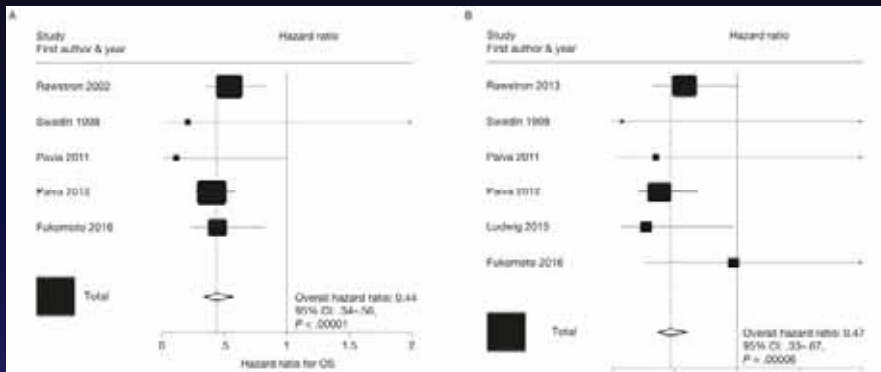 A
Study
First author & year
Hazard ratio
Rawstron 2002
Swedin 1998
Pavia 2011
Paiva 2012
Fukomoto 2016
Total
Overall hazard ratio: 0.44
95% CI: .34–.56,
P < .00001
0 .5 1 1.5 2
Hazard ratio for OS
B
Study
First author & year
Hazard ratio
Rawstron 2013
Swedin 1998
Paiva 2011
Paiva 2012
Ludwig 2015
Fukomoto 2016
Total
Overall hazard ratio: 0.47
95% CI: .33–.67,
P = .00006